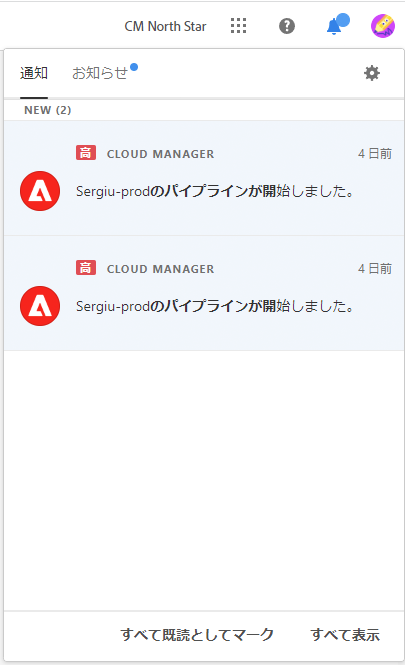 CM North Star
通知
お知らせ
NEW (2)
高 CLOUD MANAGER 4 日前
Sergiu-prodのパイプラインが開始しました。
高 CLOUD MANAGER 4 日前
Sergiu-prodのパイプラインが開始しました。
すべて既読としてマーク すべて表示